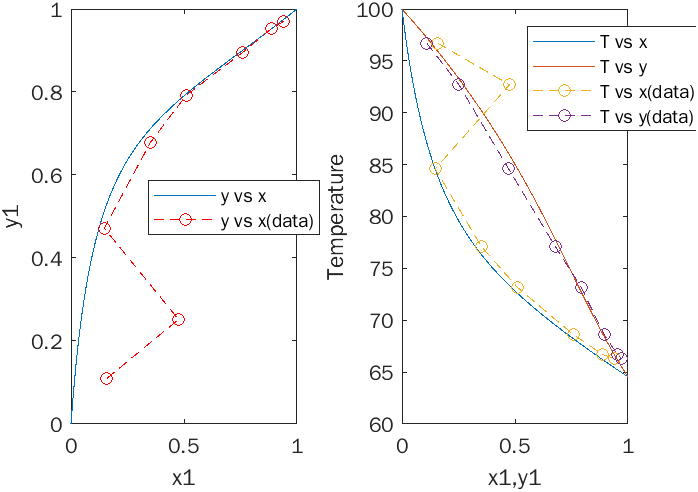 1
0.8
0.6
0.4
0.2
0
y1
0
0.5
1
x1
y vs x
y vs x(data)
100
95
90
85
80
75
70
65
60
Temperature
0
0.5
1
x1,y1
T vs x
T vs y
T vs x(data)
T vs y(data)